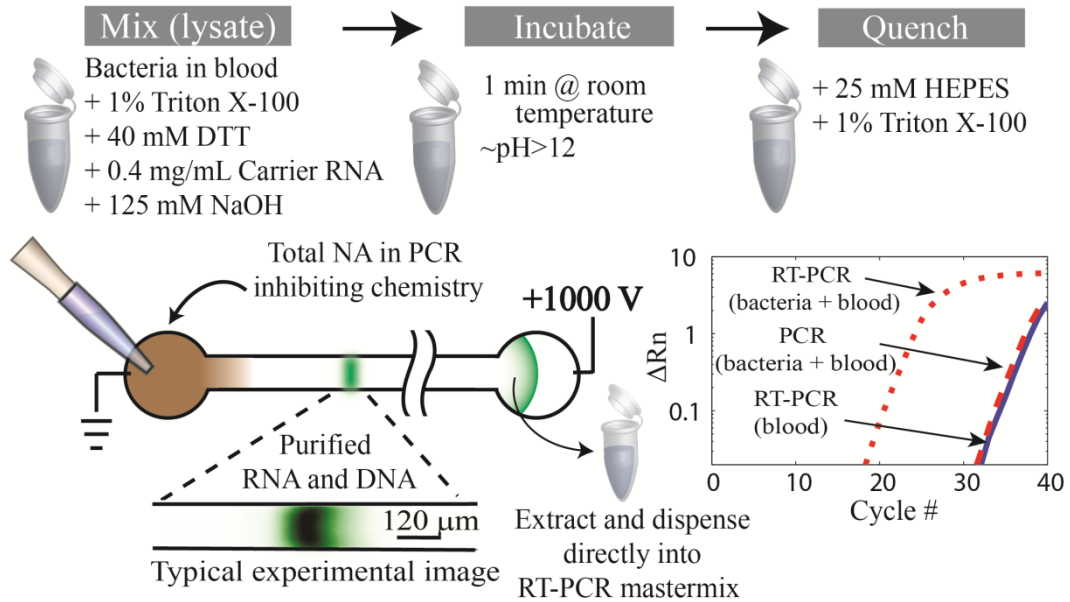 Mix (lysate)
Bacteria in blood
+ 1% Triton X-100
+ 40 mM DTT
+ 0.4 mg/mL Carrier RNA
+ 125 mM NaOH
Incubate
1 min @ room
temperature
~pH>12
Quench
+ 25 mM HEPES
+ 1% Triton X-100
Total NA in PCR
inhibiting chemistry
+1000 V
Purified
RNA and DNA
120 μm
Typical experimental image
Extract and dispense
directly into
RT-PCR mastermix
10
1
0.1
ΔRn
RT-PCR
(bacteria + blood)
PCR
(bacteria + blood)
RT-PCR
(blood)
0 10 20 30 40
Cycle #